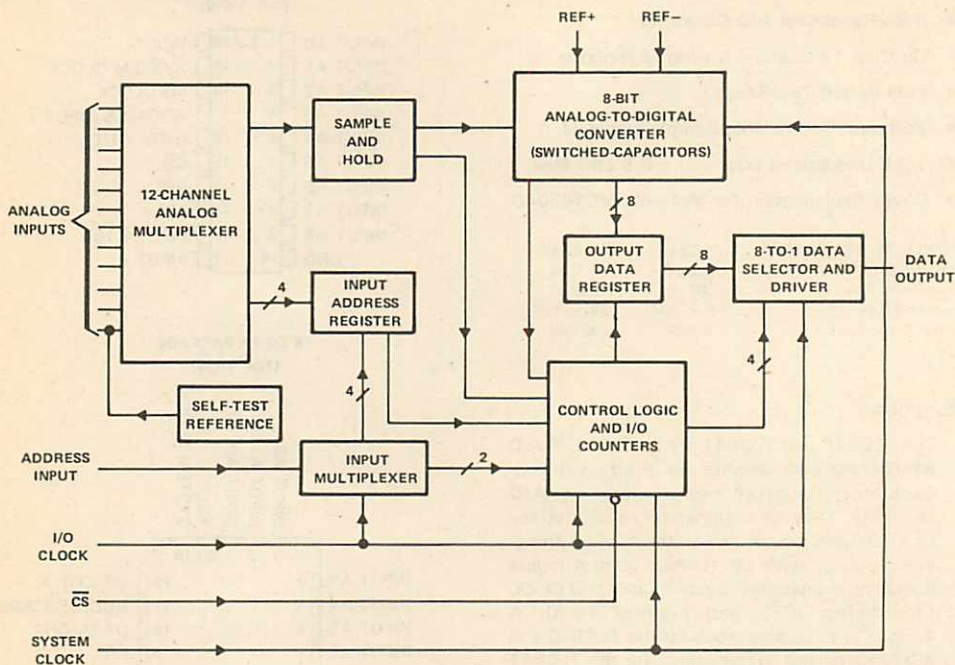 REF+ REF−
8-BIT
ANALOG-TO-DIGITAL
CONVERTER
(SWITCHED-CAPACITORS)
SAMPLE
AND
HOLD
12-CHANNEL
ANALOG
MULTIPLEXER
ANALOG
INPUTS
4
INPUT
ADDRESS
REGISTER
8
OUTPUT
DATA
REGISTER
8
8-TO-1 DATA
SELECTOR AND
DRIVER
DATA
OUTPUT
4
4
SELF-TEST
REFERENCE
CONTROL LOGIC
AND I/O
COUNTERS
ADDRESS
INPUT
INPUT
MULTIPLEXER
2
I/O
CLOCK
CS
SYSTEM
CLOCK